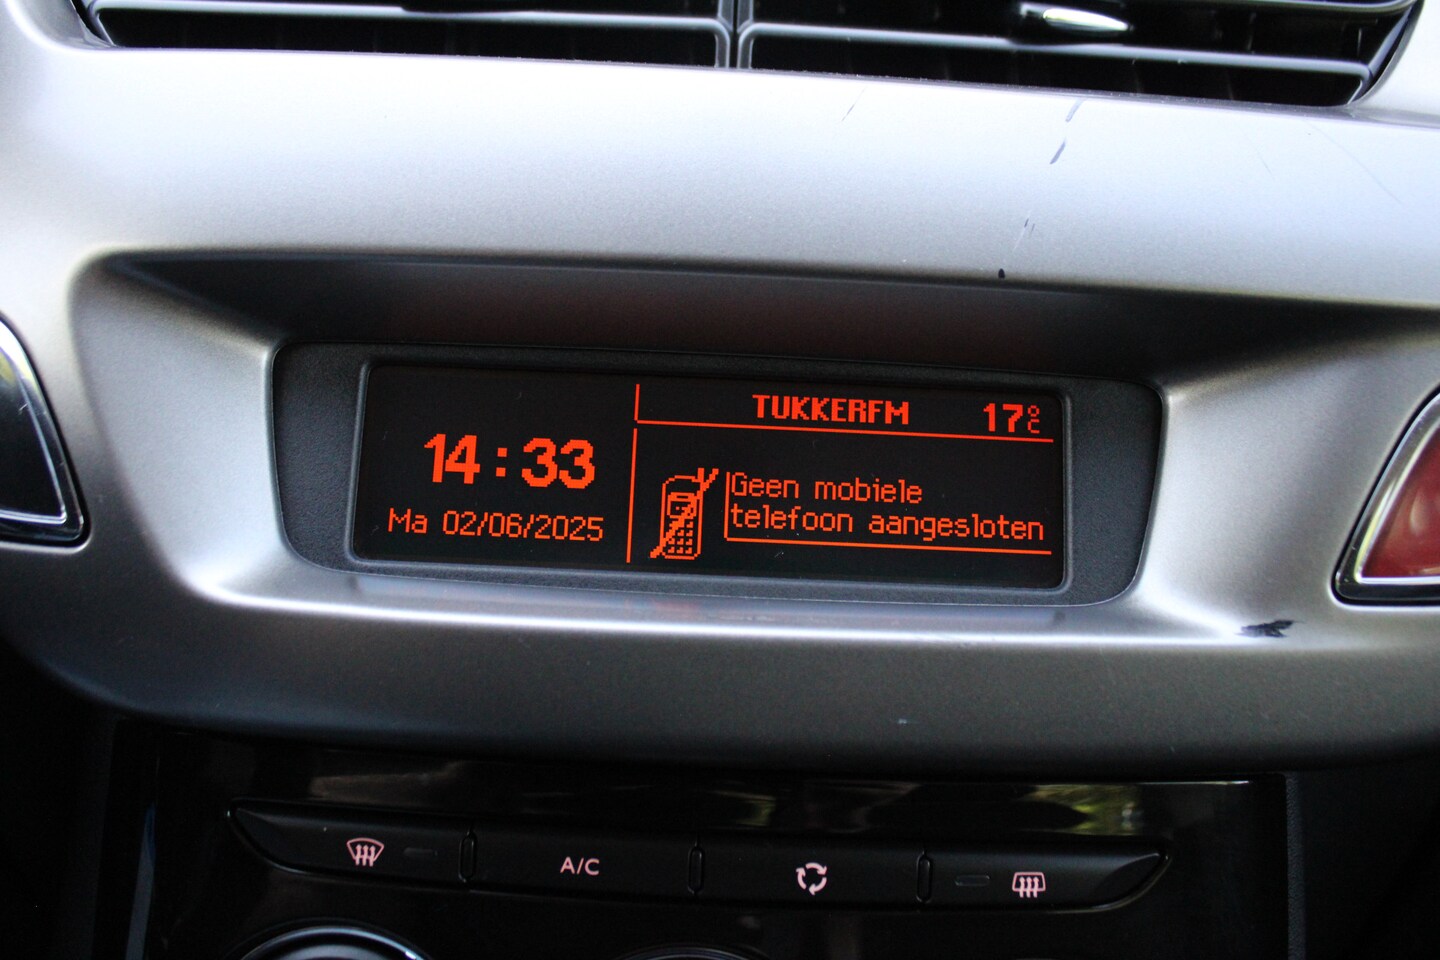 14:33
Ma 02/06/2025
TUKKERFM 17°C
Geen mobiele
telefoon aangesloten
A/C